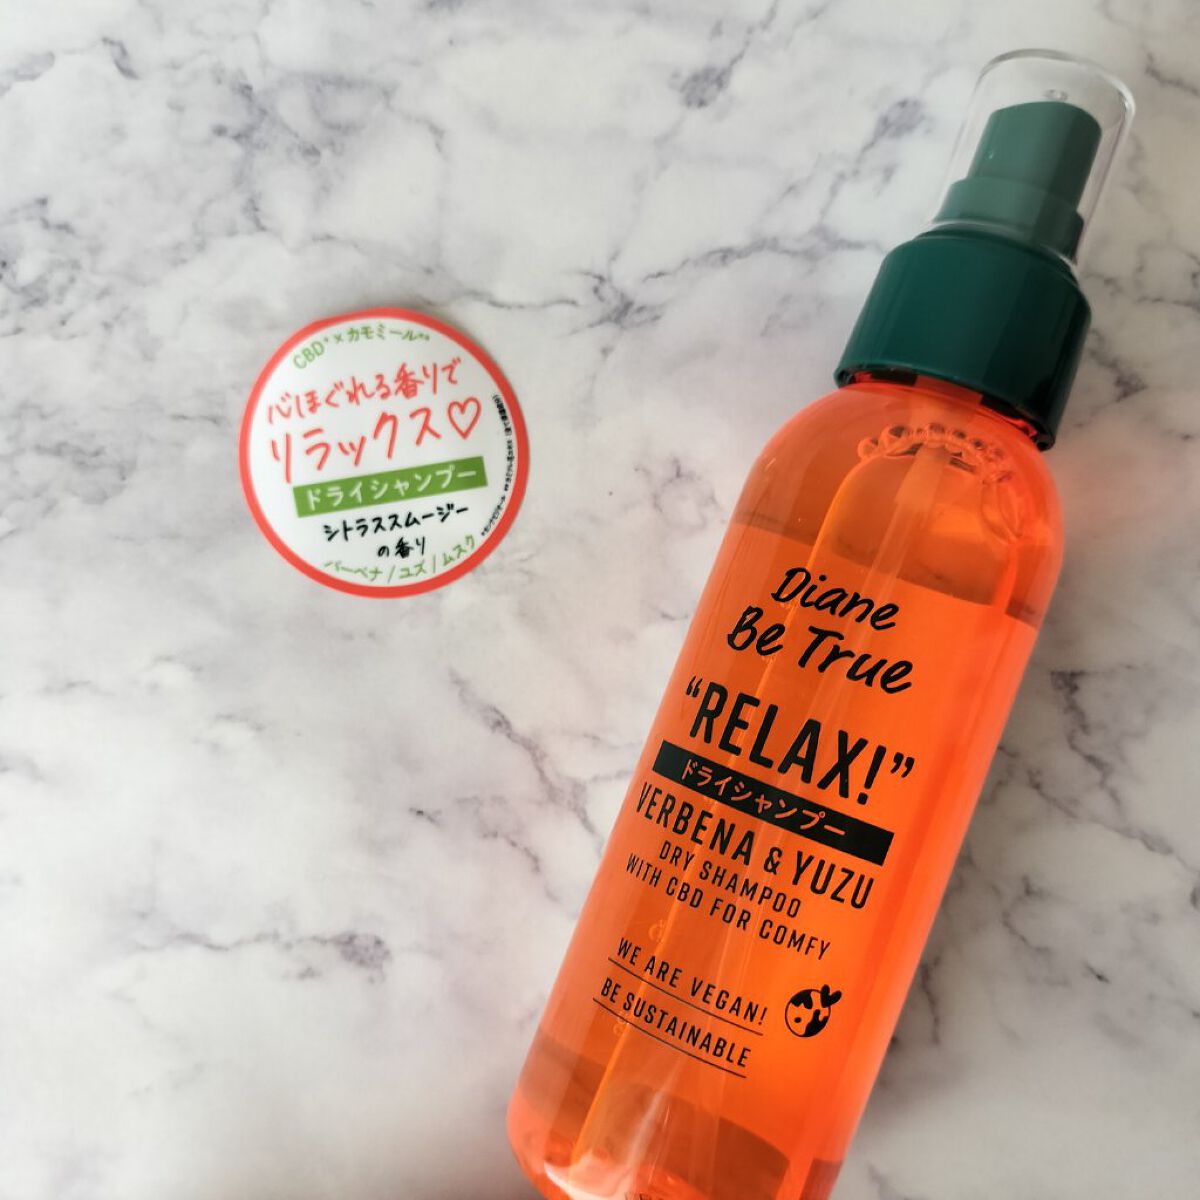 CBD*×カモミール**
心ほぐれる香りで
リラックス♡
ドライシャンプー
シトラススムージー
の香り
バーベナ/ユズ/ムスク
Diane
Be True
“RELAX!”
ドライシャンプー
VERBENA & YUZU
DRY SHAMPOO
WITH CBD FOR COMFY
WE ARE VEGAN!
BE SUSTAINABLE